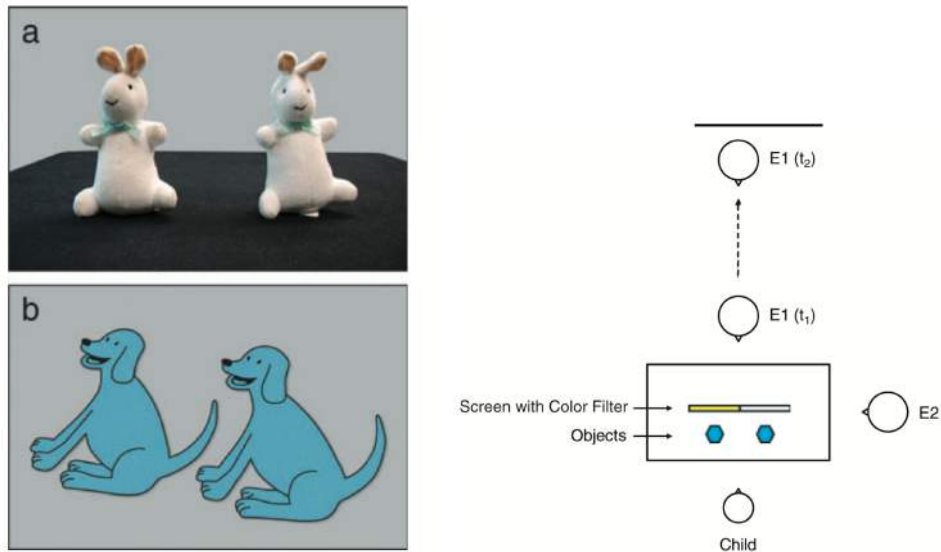 a
b
E1 (t₂)
E1 (t₁)
Screen with Color Filter
Objects
E2
Child